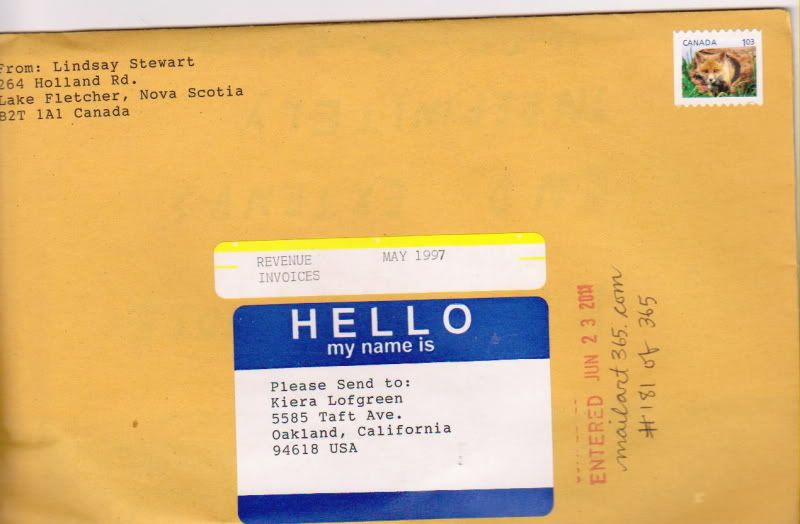 From: Lindsay Stewart
264 Holland Rd.
Lake Fletcher, Nova Scotia
B2T 1A1 Canada
CANADA 103
REVENUE MAY 1997
INVOICES
HELLO
my name is
Please Send to:
Kiera Lofgreen
5585 Taft Ave.
Oakland, California
94618 USA
ENTERED JUN 23 2011
mailart365.com
#181 of 365